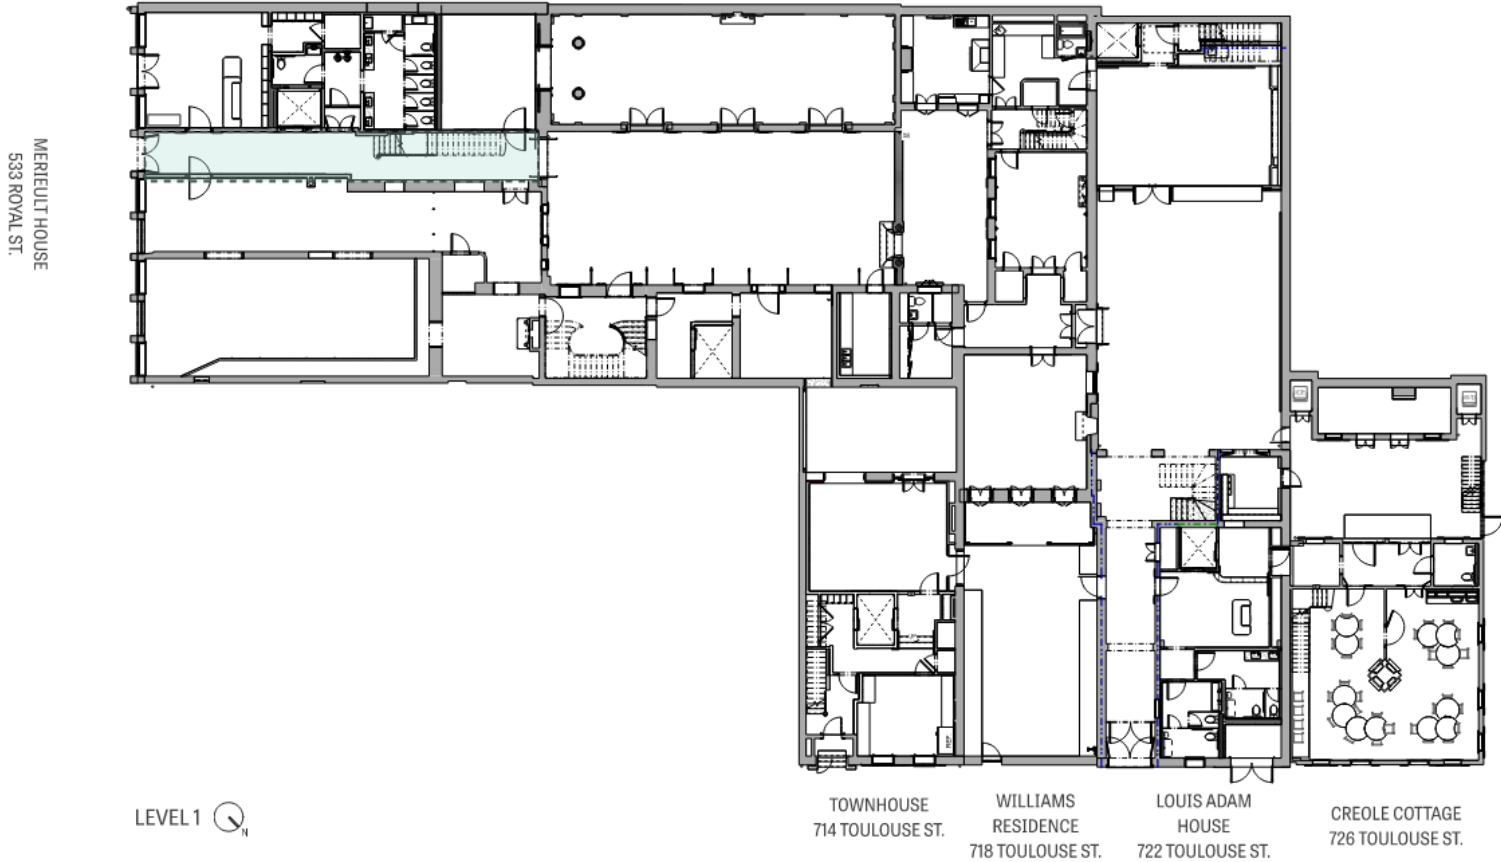 MERIEULT HOUSE
533 ROYAL ST.
REF.
LEVEL 1
N
TOWNHOUSE
714 TOULOUSE ST.
WILLIAMS
RESIDENCE
718 TOULOUSE ST.
LOUIS ADAM
HOUSE
722 TOULOUSE ST.
CREOLE COTTAGE
726 TOULOUSE ST.